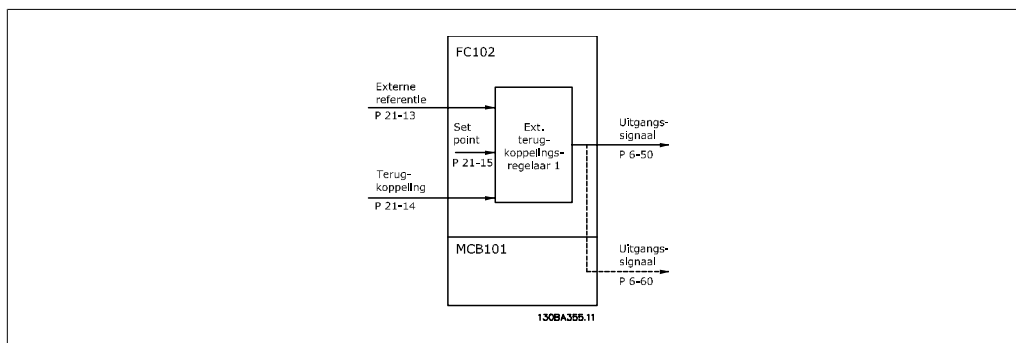 FC102
Externe
referentie
P 21-13
Set
point
P 21-15
Ext.
terug-
koppelings-
regelaar 1
Uitgangs-
signaal
P 6-50
Terug-
koppeling
P 21-14
MCB101
Uitgangs-
signaal
P 6-60
130BA355.11